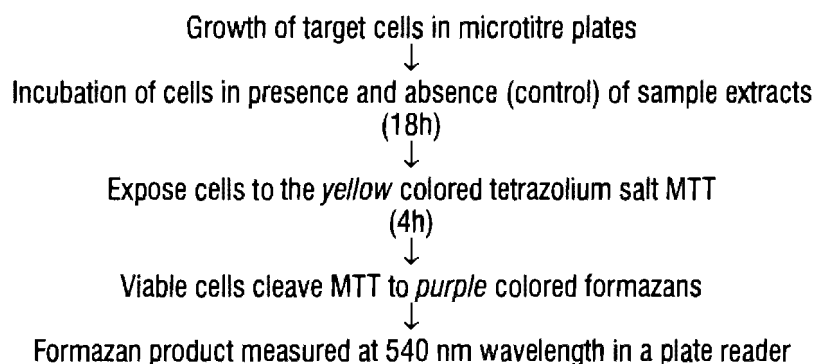 Growth of target cells in microtitre plates
↓
Incubation of cells in presence and absence (control) of sample extracts
(18h)
↓
Expose cells to the yellow colored tetrazolium salt MTT
(4h)
↓
Viable cells cleave MTT to purple colored formazans
↓
Formazan product measured at 540 nm wavelength in a plate reader